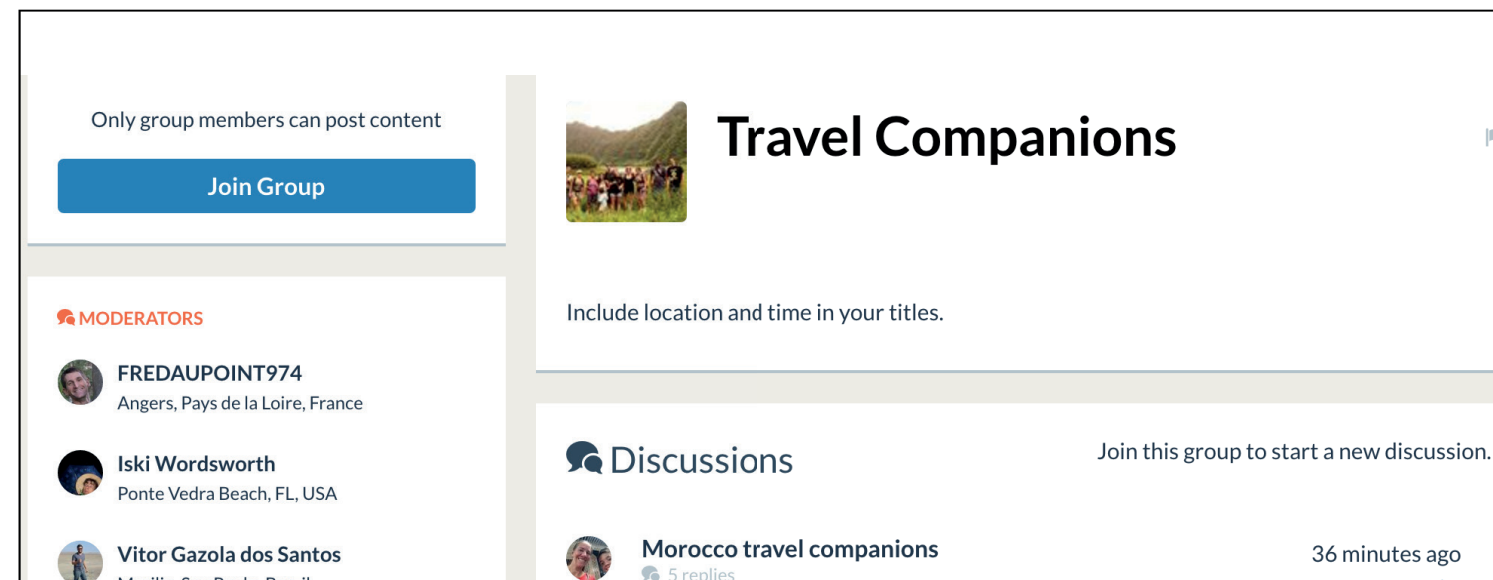 Only group members can post content
Join Group
MODERATORS
FREDAUPOINT974
Angers, Pays de la Loire, France
Iski Wordsworth
Ponte Vedra Beach, FL, USA
Vitor Gazola dos Santos
Travel Companions
Include location and time in your titles.
Discussions
Join this group to start a new discussion.
Morocco travel companions
36 minutes ago
5 replies